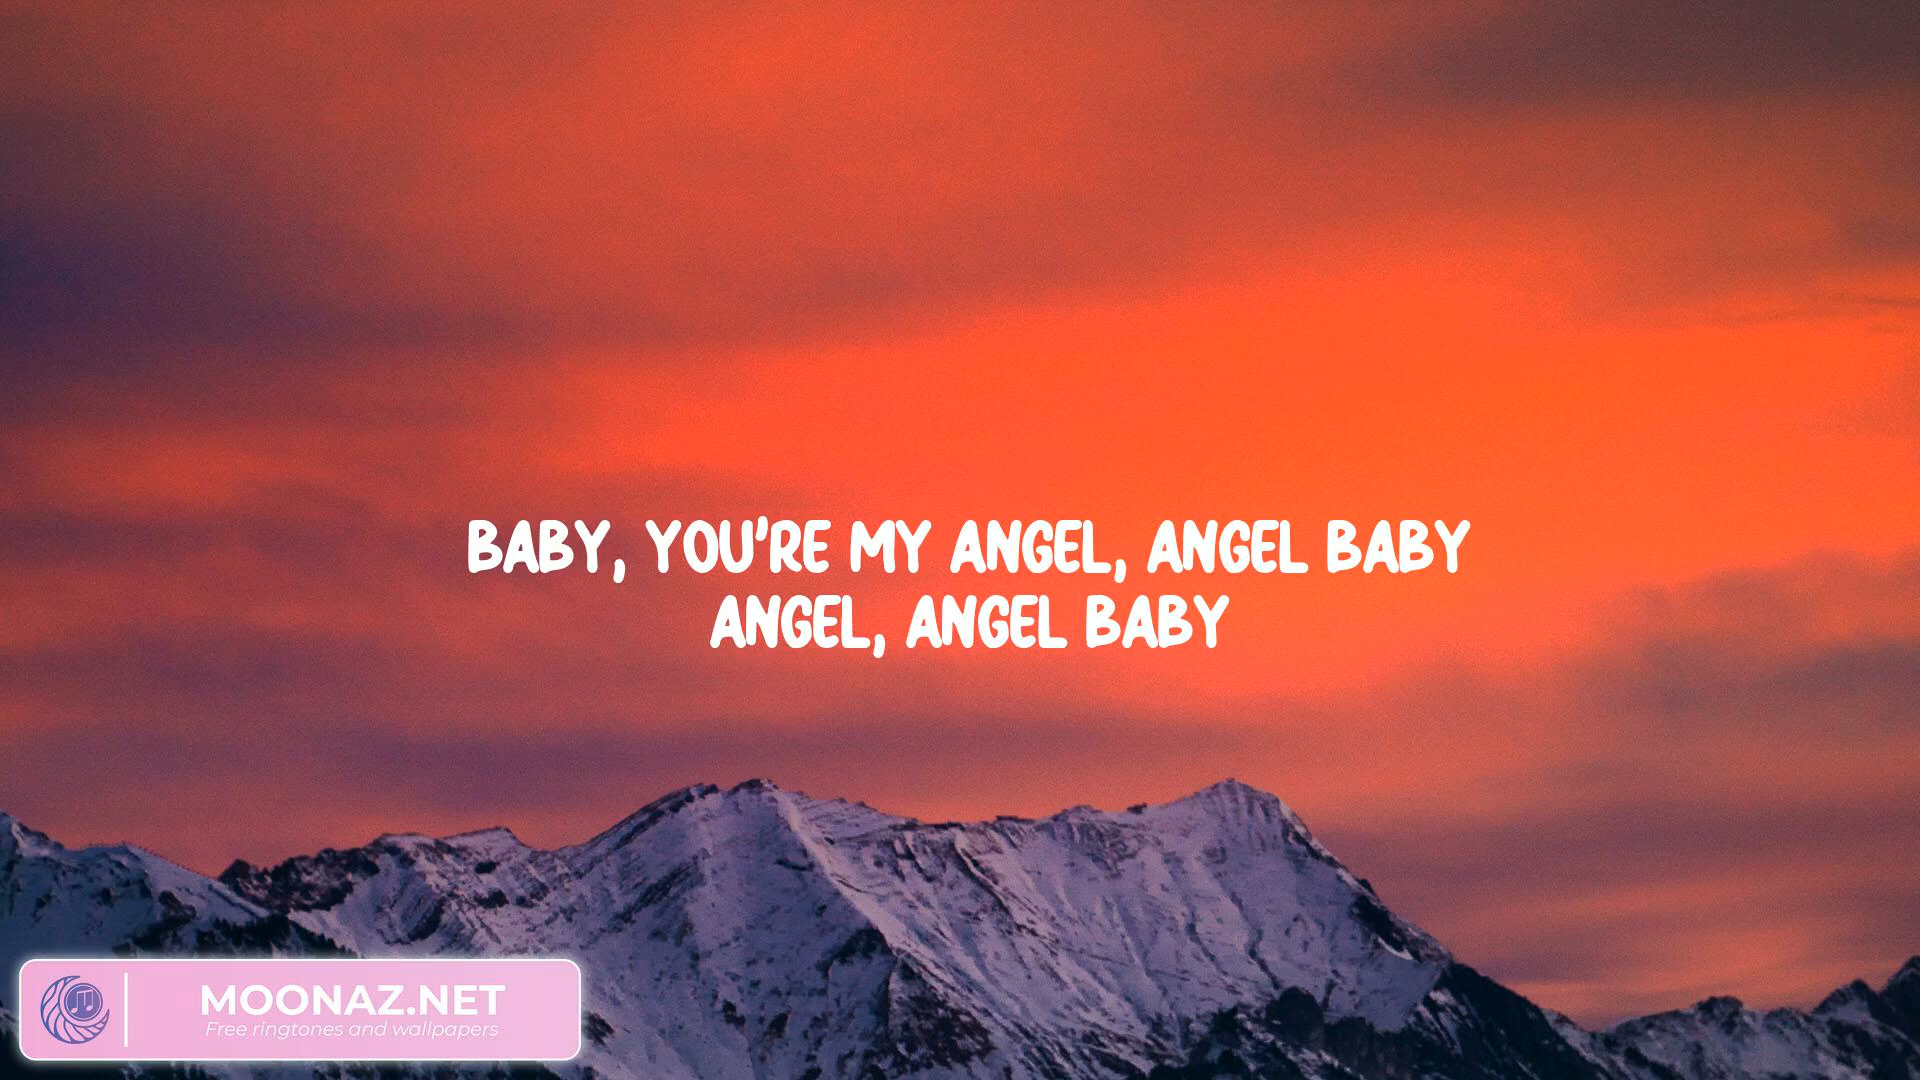 BABY, YOU'RE MY ANGEL, ANGEL BABY
ANGEL, ANGEL BABY
MOONAZ.NET
Free ringtones and wallpapers